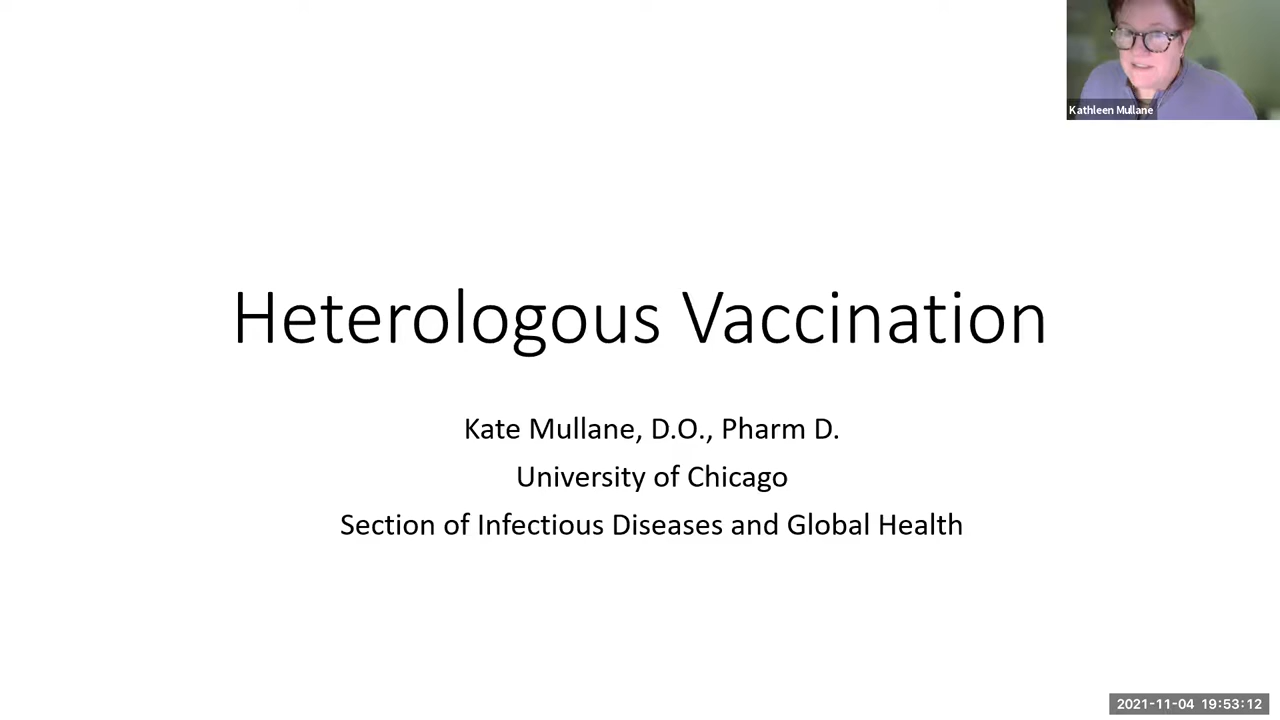 Kathleen Mullane
Heterologous Vaccination
Kate Mullane, D.O., Pharm D.
University of Chicago
Section of Infectious Diseases and Global Health
2021-11-04 19:53:12